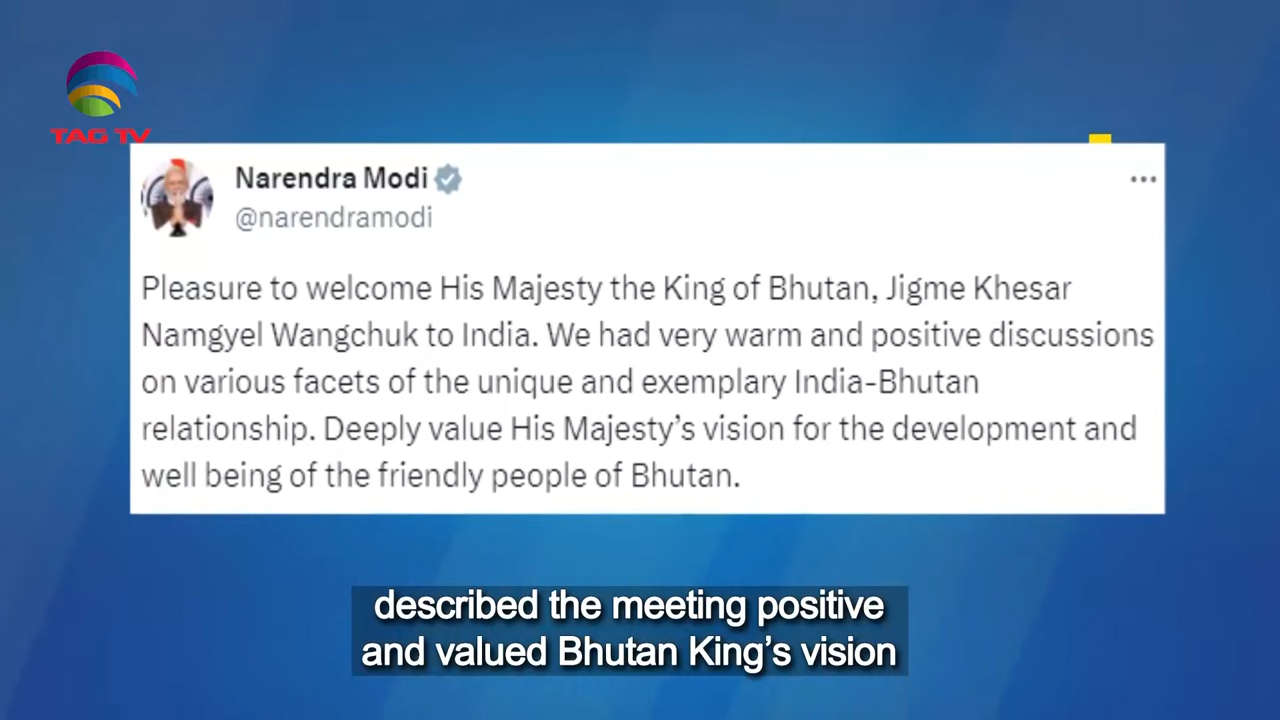 TAG TV
Narendra Modi
@narendramodi
Pleasure to welcome His Majesty the King of Bhutan, Jigme Khesar
Namgyel Wangchuk to India. We had very warm and positive discussions
on various facets of the unique and exemplary India-Bhutan
relationship. Deeply value His Majesty’s vision for the development and
well being of the friendly people of Bhutan.
described the meeting positive
and valued Bhutan King’s vision